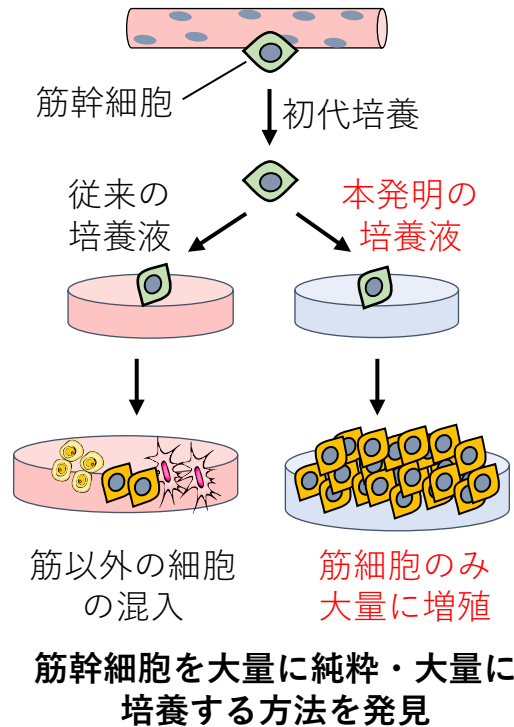 筋幹細胞
初代培養
従来の
培養液
本発明の
培養液
筋以外の細胞
の混入
筋細胞のみ
大量に増殖
筋幹細胞を大量に純粋・大量に
培養する方法を発見